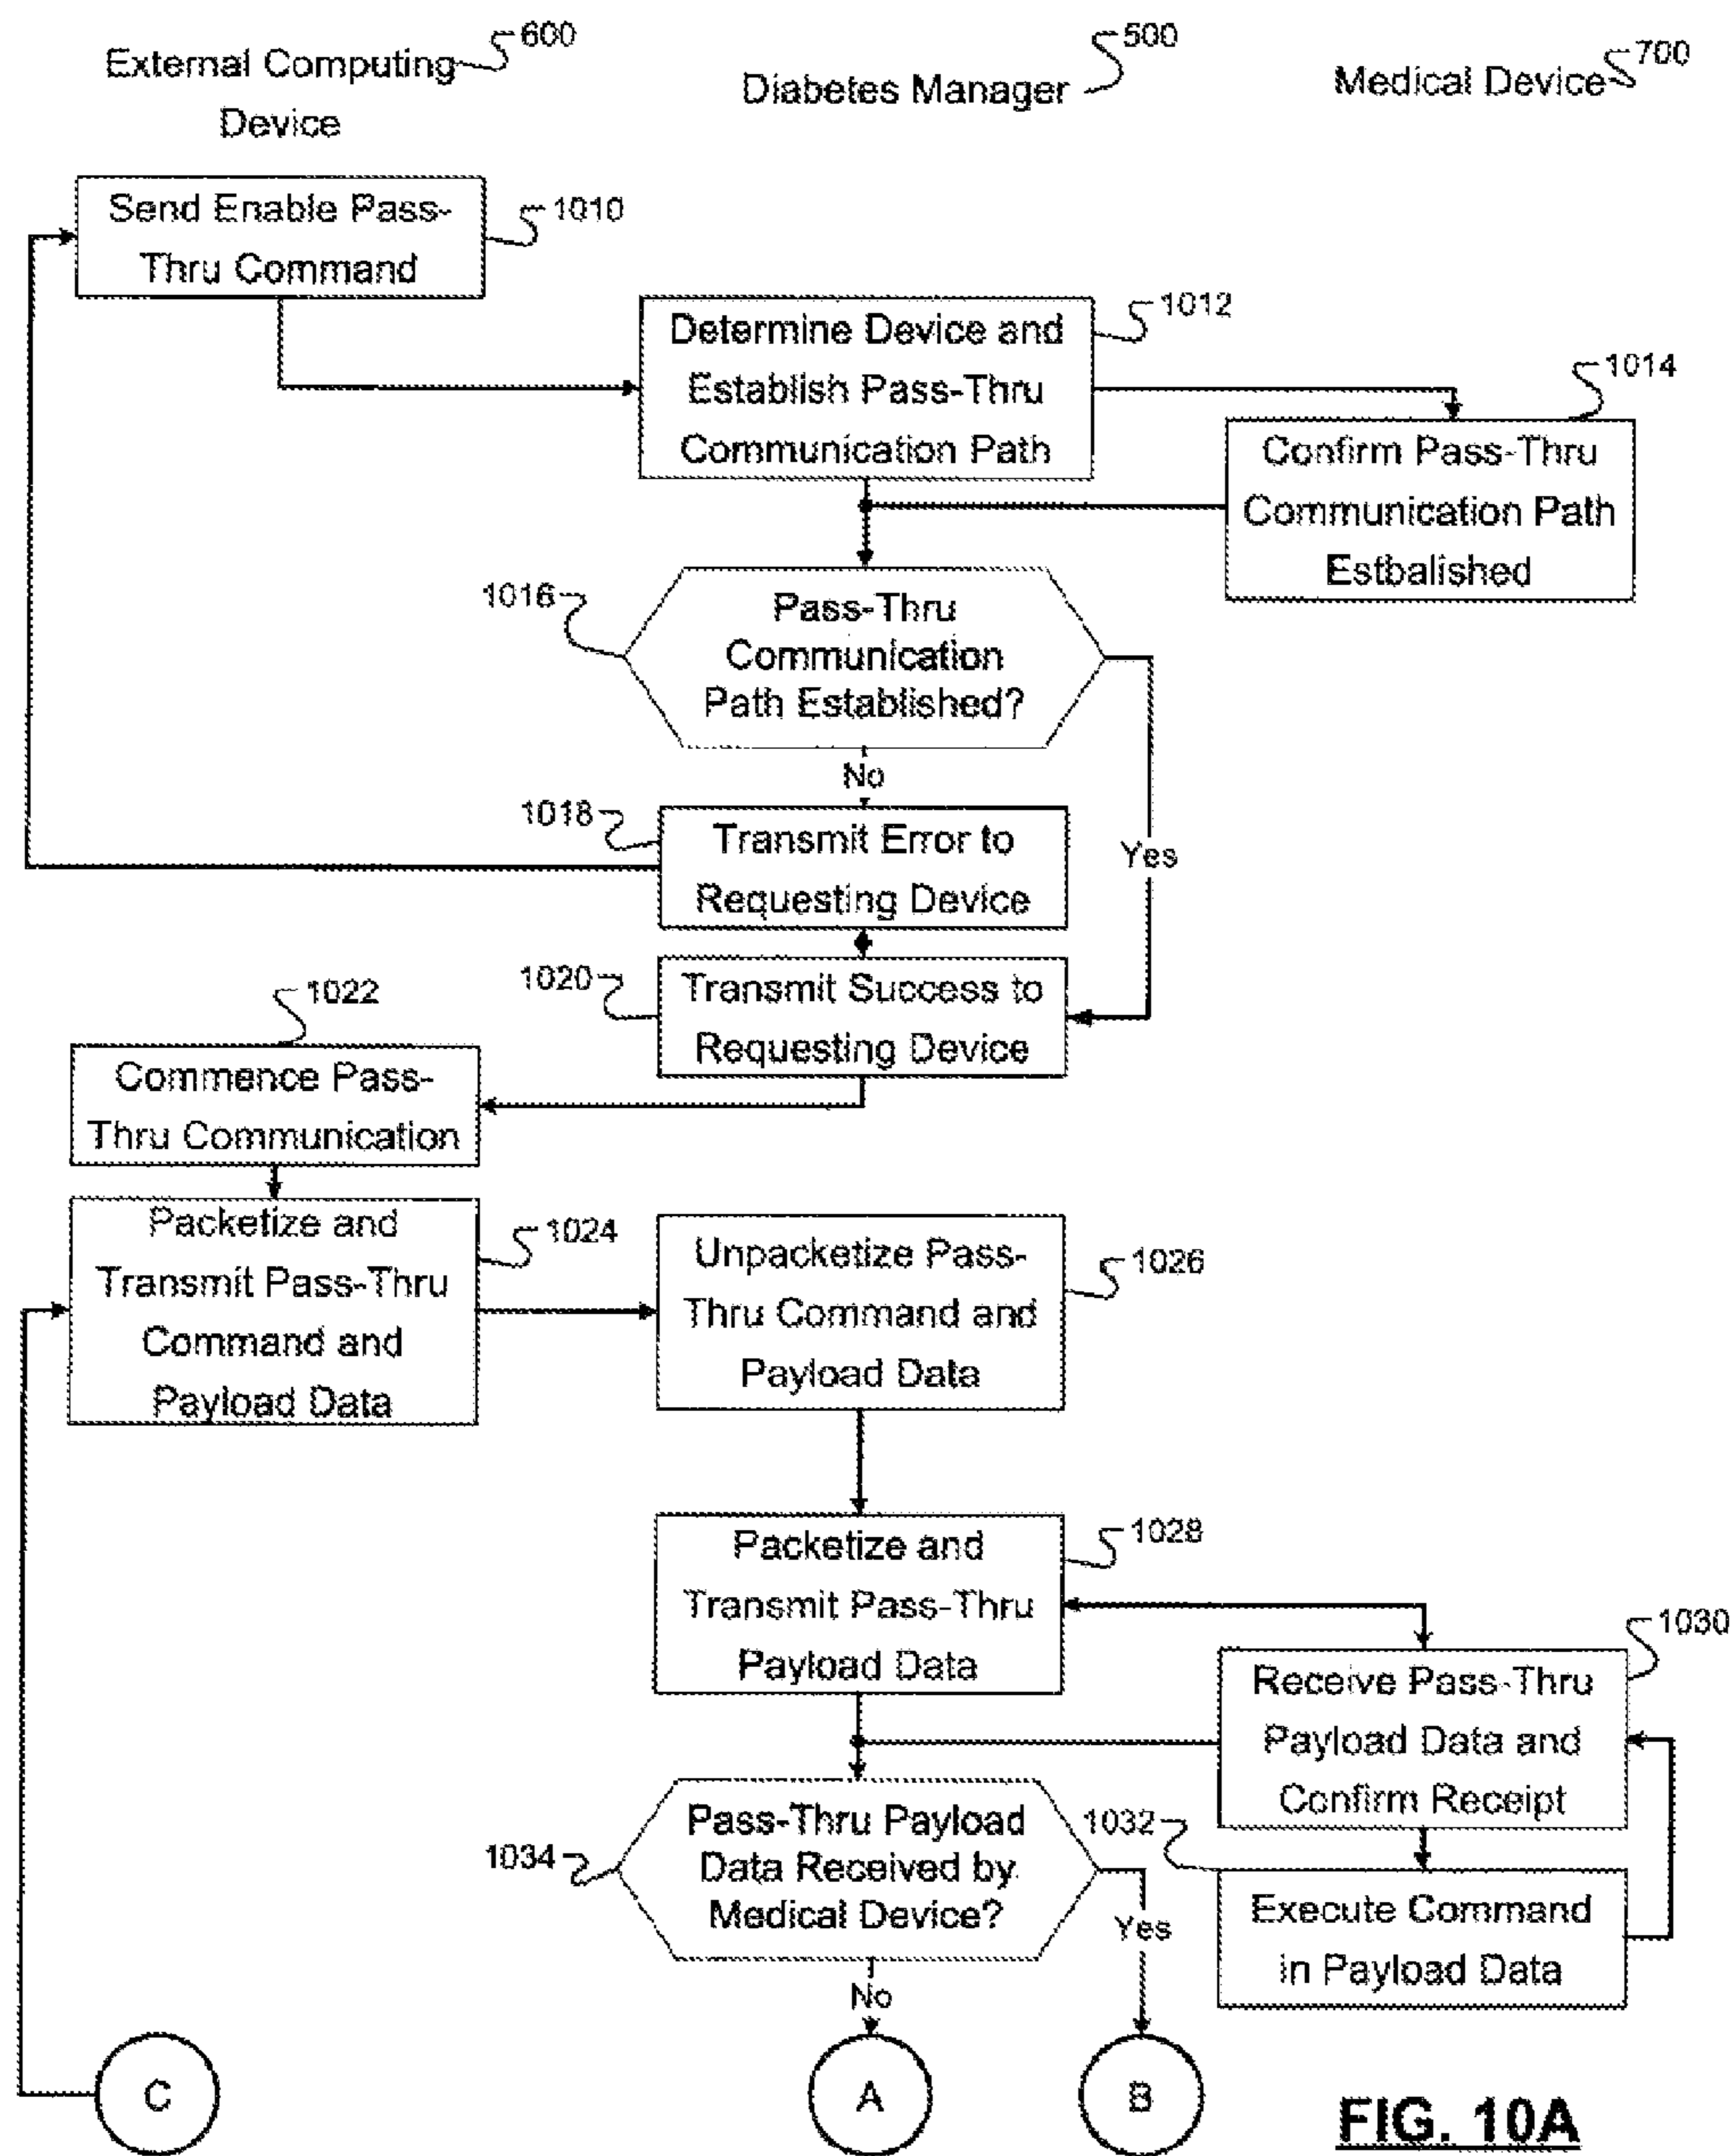 External Computing
Device
600
Diabetes Manager
500
Medical Device
700
Send Enable Pass-
Thru Command
1010
Determine Device and
Establish Pass-Thru
Communication Path
1012
Confirm Pass-Thru
Communication Path
Estbalished
1014
Pass-Thru
Communication
Path Established?
1016
No
Yes
Transmit Error to
Requesting Device
1018
Transmit Success to
Requesting Device
1020
Commence Pass-
Thru Communication
1022
Packetize and
Transmit Pass-Thru
Command and
Payload Data
1024
Unpacketize Pass-
Thru Command and
Payload Data
1026
Packetize and
Transmit Pass-Thru
Payload Data
1028
Receive Pass-Thru
Payload Data and
Confirm Receipt
1030
Pass-Thru Payload
Data Received by
Medical Device?
1034
Execute Command
in Payload Data
1032
No
Yes
C
A
B
FIG. 10A